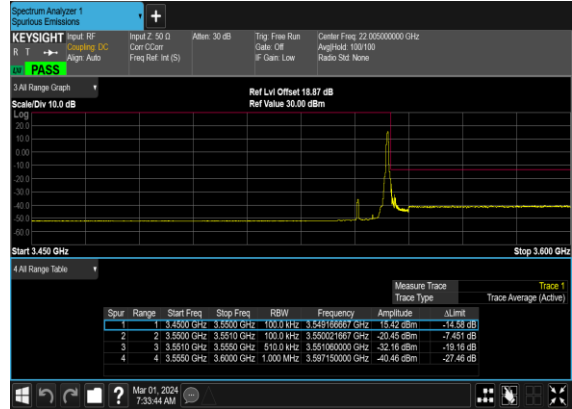 Spectrum Analyzer 1
Spurious Emissions
KEYSIGHT Input: RF Input Z: 50 Ω Atten: 30 dB Trig: Free Run Center Freq: 22.005000000 GHz
R T Coupling: DC Corr CCorr Gate: Off Avg|Hold: 100/100
Align: Auto Freq Ref: Int (S) IF Gain: Low Radio Std: None
PASS
3 All Range Graph
Ref Lvl Offset 18.87 dB
Scale/Div 10.0 dB Ref Value 30.00 dBm
Log
20.0
10.0
0.00
-10.0
-20.0
-30.0
-40.0
-50.0
-60.0
Start 3.450 GHz Stop 3.600 GHz
4 All Range Table
Measure Trace Trace 1
Trace Type Trace Average (Active)
Spur Range Start Freq Stop Freq RBW Frequency Amplitude ΔLimit
1 1 3.4500 GHz 3.5500 GHz 100.0 kHz 3.549166667 GHz 15.42 dBm -14.58 dB
2 2 3.5500 GHz 3.5510 GHz 100.0 kHz 3.550021667 GHz -20.45 dBm -7.451 dB
3 3 3.5510 GHz 3.5550 GHz 510.0 kHz 3.551060000 GHz -32.16 dBm -19.16 dB
4 4 3.5550 GHz 3.6000 GHz 1.000 MHz 3.597150000 GHz -40.46 dBm -27.46 dB
Mar 01, 2024
7:33:44 AM